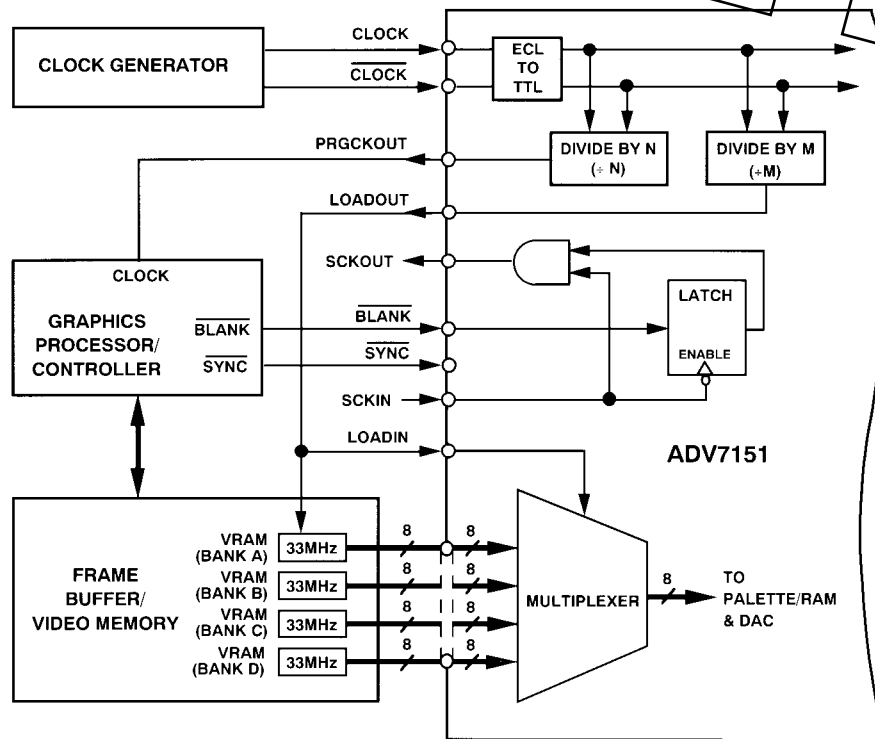 CLOCK GENERATOR
CLOCK
CLOCK
ECL
TO
TTL
PRGCKOUT
DIVIDE BY N
(÷ N)
DIVIDE BY M
(÷M)
LOADOUT
SCKOUT
CLOCK
GRAPHICS
PROCESSOR/
CONTROLLER
BLANK
SYNC
BLANK
SYNC
LATCH
ENABLE
SCKIN
LOADIN
ADV7151
FRAME
BUFFER/
VIDEO MEMORY
VRAM
(BANK A)
33MHz
8
8
VRAM
(BANK B)
33MHz
8
8
VRAM
(BANK C)
33MHz
8
8
VRAM
(BANK D)
33MHz
8
8
MULTIPLEXER
8
TO
PALETTE/RAM
& DAC